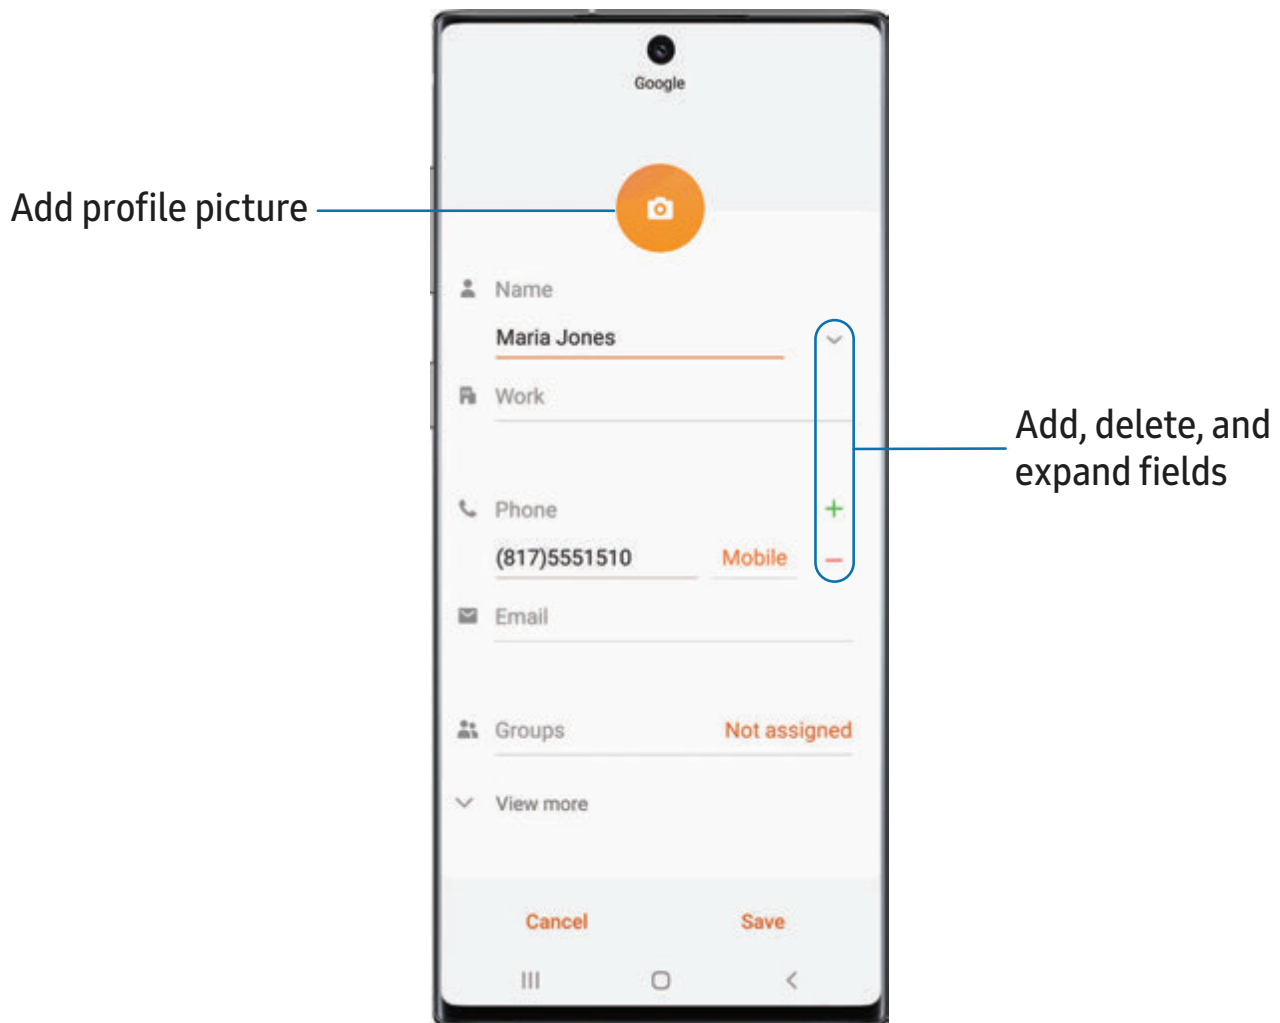 Google
Add profile picture
Name
Maria Jones
Work
Add, delete, and
expand fields
Phone
(817)5551510 Mobile
Email
Groups Not assigned
View more
Cancel Save